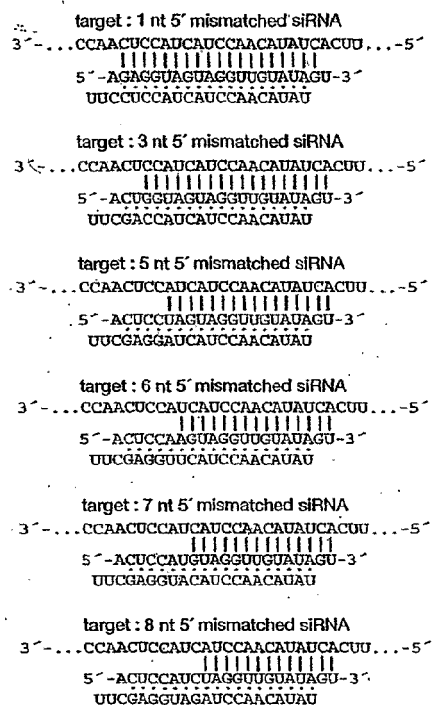 target : 1 nt 5´ mismatched siRNA
3´-...CCAACUCCAUCAUCCAACAUAUCACUU...-5´
5´-AGAGGUAGUAGGUUGUAUAGU-3´
UUCCUCCAUCAUCCAACAUAU
target : 3 nt 5´ mismatched siRNA
3´-...CCAACUCCAUCAUCCAACAUAUCACUU...-5´
5´-ACUGGUAGUAGGUUGUAUAGU-3´
UUCGACCAUCAUCCAACAUAU
target : 5 nt 5´ mismatched siRNA
3´-...CCAACUCCAUCAUCCAACAUAUCACUU...-5´
5´-ACUCCUAGUAGGUUGUAUAGU-3´
UUCGAGGAUCAUCCAACAUAU
target : 6 nt 5´ mismatched siRNA
3´-...CCAACUCCAUCAUCCAACAUAUCACUU...-5´
5´-ACUCCAAGUAGGUUGUAUAGU-3´
UUCGAGGUUCAUCCAACAUAU
target : 7 nt 5´ mismatched siRNA
3´-...CCAACUCCAUCAUCCAACAUAUCACUU...-5´
5´-ACUCCAUGUAGGUUGUAUAGU-3´
UUCGAGGUACAUCCAACAUAU
target : 8 nt 5´ mismatched siRNA
3´-...CCAACUCCAUCAUCCAACAUAUCACUU...-5´
5´-ACUCCAUCUAGGUUGUAUAGU-3´
UUCGAGGUAGAUCCAACAUAU